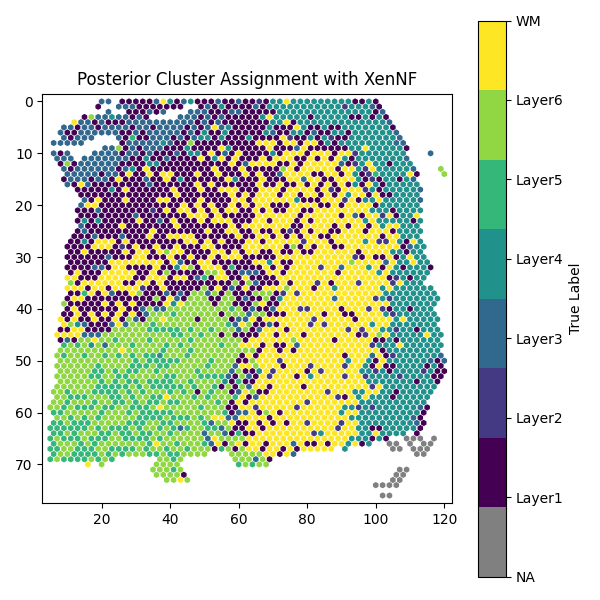 Posterior Cluster Assignment with XenNF
0
10
20
30
40
50
60
70
20
40
60
80
100
120
WM
Layer6
Layer5
Layer4
Layer3
Layer2
Layer1
NA
True Label